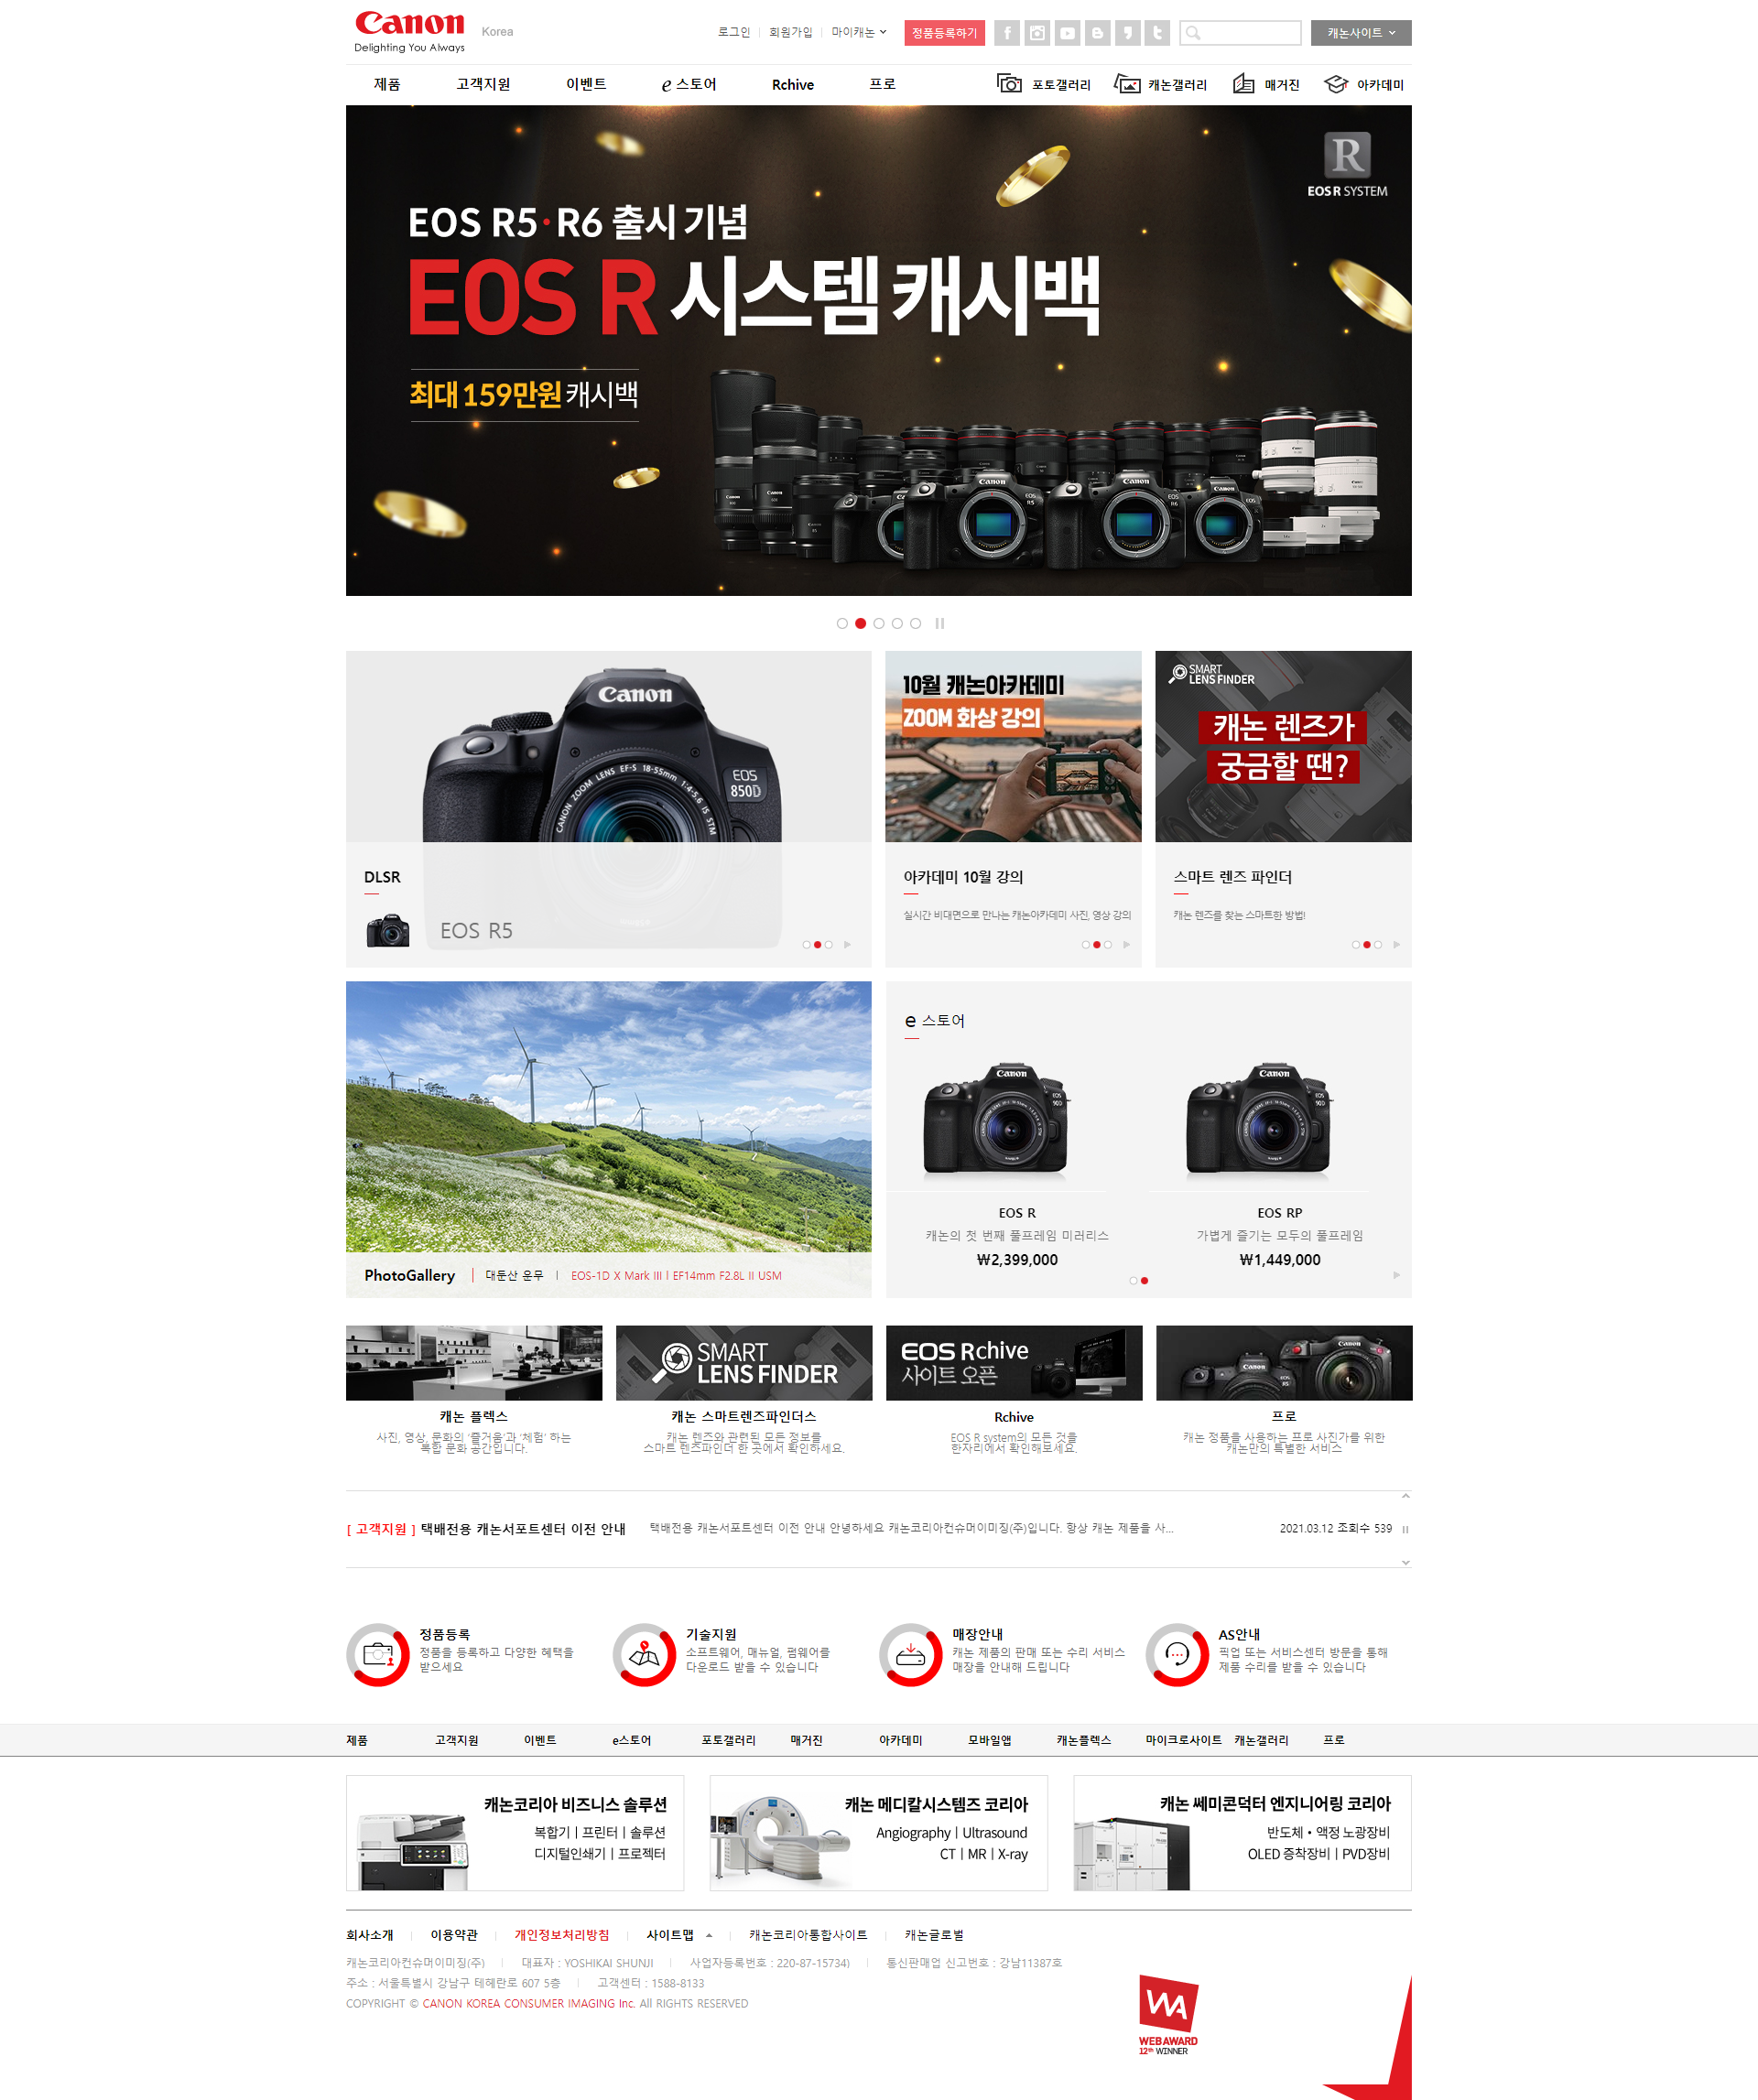 Canon
Delighting You Always
Korea
로그인
회원가입
마이캐논
정품등록하기
캐논사이트
제품
고객지원
이벤트
e 스토어
Rchive
프로
포토갤러리
캐논갤러리
매거진
아카데미
R
EOS R SYSTEM
EOS R5·R6 출시 기념
EOS R 시스템 캐시백
최대 159만원 캐시백
Canon
Canon
Canon
EOS R5
EOS R6
Canon
CANON ZOOM LENS EF-S 18-55mm 1:4-5.6 IS STM
EOS
850D
DLSR
EOS R5
10월 캐논아카데미
ZOOM 화상 강의
아카데미 10월 강의
실시간 비대면으로 만나는 캐논아카데미 사진, 영상 강의
SMART
LENS FINDER
캐논 렌즈가
궁금할 땐?
스마트 렌즈 파인더
캐논 렌즈를 찾는 스마트한 방법!
PhotoGallery
대둔산 운무
EOS-1D X Mark III | EF14mm F2.8L II USM
e 스토어
Canon
EOS
90D
Canon
EOS
90D
EOS R
캐논의 첫 번째 풀프레임 미러리스
₩2,399,000
EOS RP
가볍게 즐기는 모두의 풀프레임
₩1,449,000
SMART
LENS FINDER
EOS Rchive
사이트 오픈
Canon
Canon
캐논 플렉스
사진, 영상, 문화의 '즐거움'과 '체험' 하는
복합 문화 공간입니다.
캐논 스마트렌즈파인더스
캐논 렌즈와 관련된 모든 정보를
스마트 렌즈파인더 한 곳에서 확인하세요.
Rchive
EOS R system의 모든 것을
한자리에서 확인해보세요.
프로
캐논 정품을 사용하는 프로 사진가를 위한
캐논만의 특별한 서비스
[ 고객지원 ] 택배전용 캐논서포트센터 이전 안내
택배전용 캐논서포트센터 이전 안내 안녕하세요 캐논코리아컨슈머이미징(주)입니다. 항상 캐논 제품을 사...
2021.03.12 조회수 539
정품등록
정품을 등록하고 다양한 헤택을
받으세요
기술지원
소프트웨어, 매뉴얼, 펌웨어를
다운로드 받을 수 있습니다
매장안내
캐논 제품의 판매 또는 수리 서비스
매장을 안내해 드립니다
AS안내
픽업 또는 서비스센터 방문을 통해
제품 수리를 받을 수 있습니다
제품
고객지원
이벤트
e스토어
포토갤러리
매거진
아카데미
모바일앱
캐논플렉스
마이크로사이트
캐논갤러리
프로
캐논코리아 비즈니스 솔루션
복합기 | 프린터 | 솔루션
디지털인쇄기 | 프로젝터
캐논 메디칼시스템즈 코리아
Angiography | Ultrasound
CT | MR | X-ray
캐논 쎄미콘덕터 엔지니어링 코리아
반도체 • 액정 노광장비
OLED 증착장비 | PVD장비
회사소개
이용약관
개인정보처리방침
사이트맵
캐논코리아통합사이트
캐논글로벌
캐논코리아컨슈머이미징(주)
대표자 : YOSHIKAI SHUNJI
사업자등록번호 : 220-87-15734)
통신판매업 신고번호 : 강남11387호
주소 : 서울특별시 강남구 테헤란로 607 5층
고객센터 : 1588-8133
COPYRIGHT © CANON KOREA CONSUMER IMAGING Inc. All RIGHTS RESERVED
WA
WEB AWARD
12th WINNER